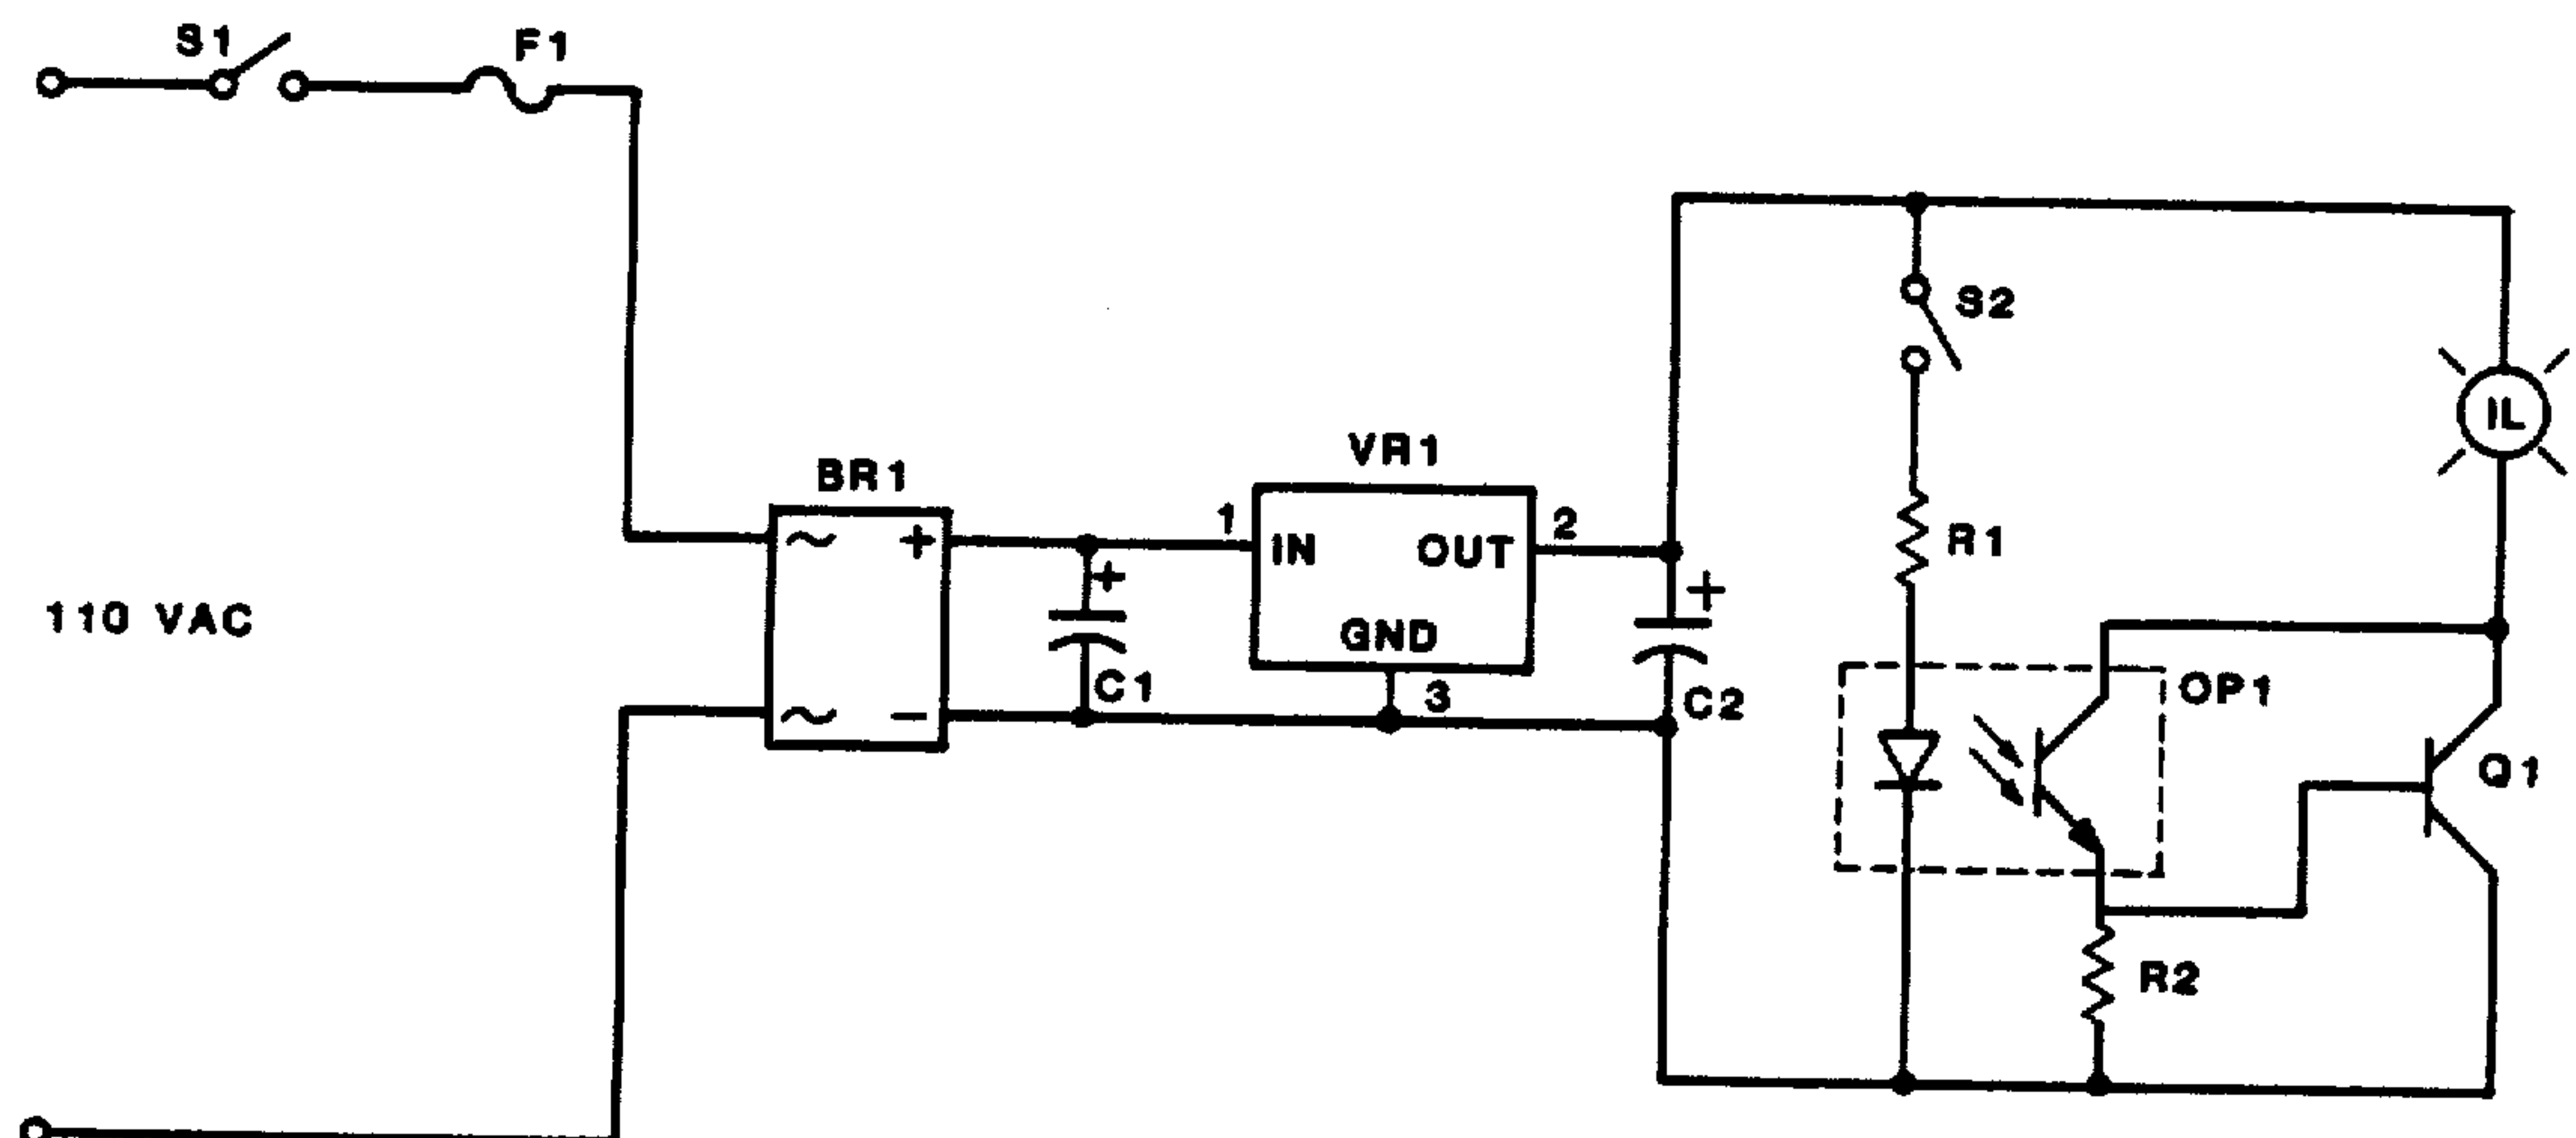 S1
F1
S2
IL
VR1
BR1
1
IN
OUT
2
+
~
+
R1
+
110 VAC
GND
OP1
C1
3
C2
~
−
Q1
R2